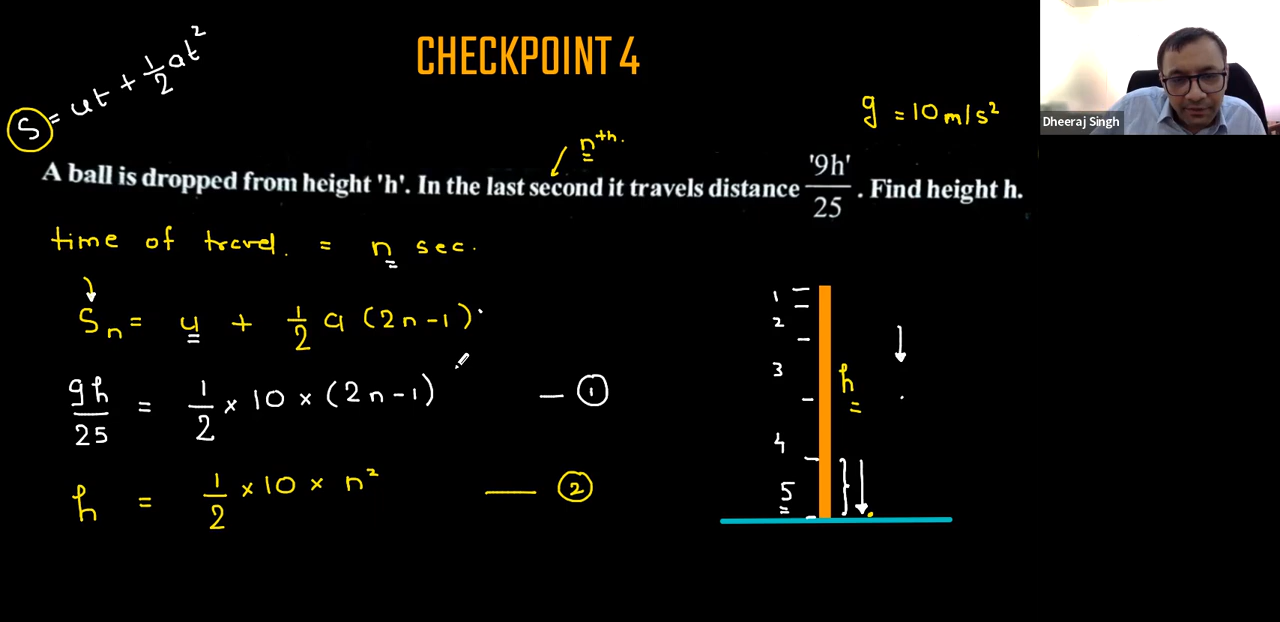 CHECKPOINT 4
S = ut + 1/2 at²
Dheeraj Singh
g = 10 m/s²
nth.
A ball is dropped from height 'h'. In the last second it travels distance '9h'/25 . Find height h.
time of travel. = n sec.
Sn = u + 1/2 a (2n-1).
9h/25 = 1/2 × 10 × (2n-1) — ①
h = 1/2 × 10 × n² — ②
1
2
3
h
4
5